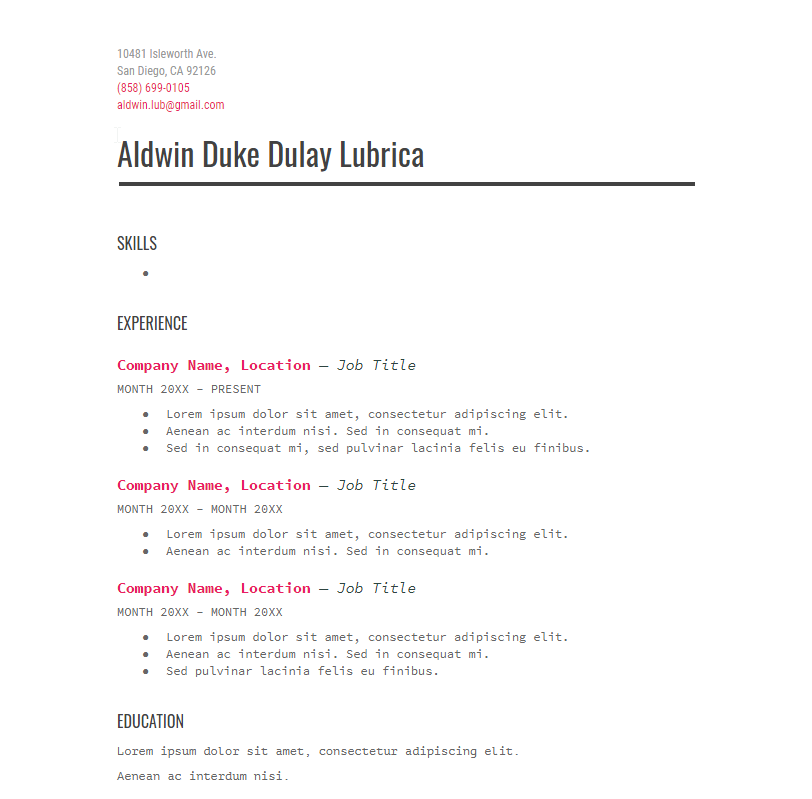 10481 Isleworth Ave.
San Diego, CA 92126
(858) 699-0105
aldwin.lub@gmail.com
Aldwin Duke Dulay Lubrica
SKILLS
●
EXPERIENCE
Company Name, Location — Job Title
MONTH 20XX – PRESENT
● Lorem ipsum dolor sit amet, consectetur adipiscing elit.
● Aenean ac interdum nisi. Sed in consequat mi.
● Sed in consequat mi, sed pulvinar lacinia felis eu finibus.
Company Name, Location — Job Title
MONTH 20XX – MONTH 20XX
● Lorem ipsum dolor sit amet, consectetur adipiscing elit.
● Aenean ac interdum nisi. Sed in consequat mi.
Company Name, Location — Job Title
MONTH 20XX – MONTH 20XX
● Lorem ipsum dolor sit amet, consectetur adipiscing elit.
● Aenean ac interdum nisi. Sed in consequat mi.
● Sed pulvinar lacinia felis eu finibus.
EDUCATION
Lorem ipsum dolor sit amet, consectetur adipiscing elit.
Aenean ac interdum nisi.